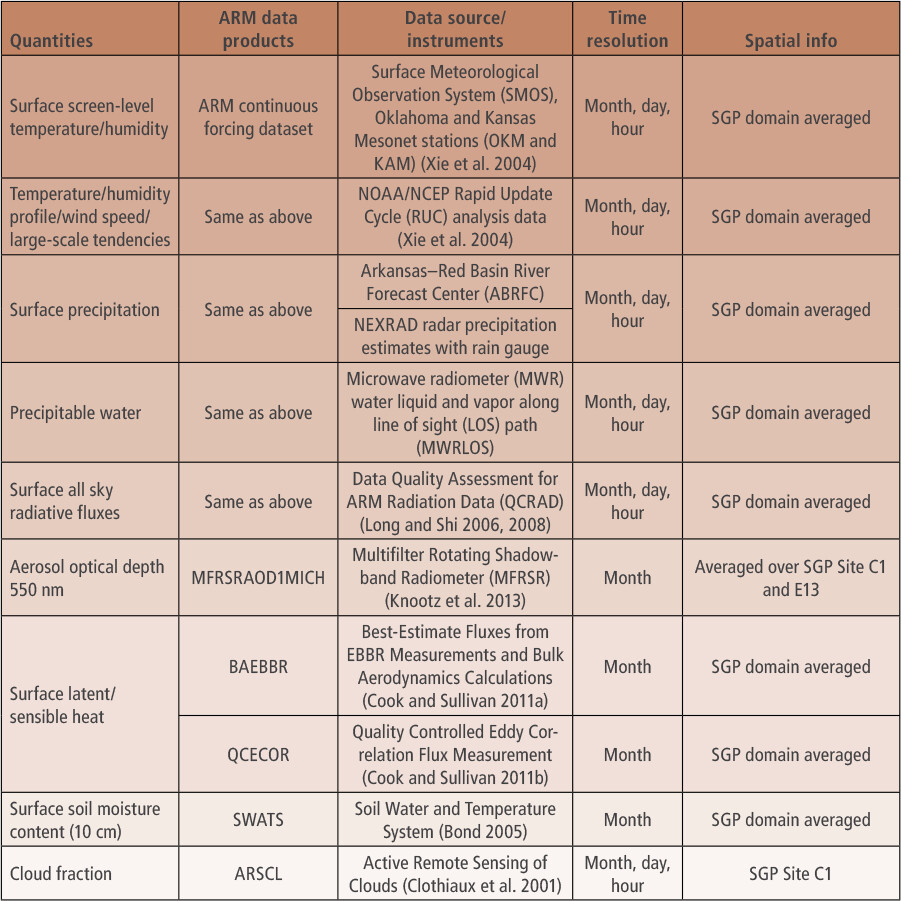 Quantities
ARM data
products
Data source/
instruments
Time
resolution
Spatial info
Surface screen-level
temperature/humidity
ARM continuous
forcing dataset
Surface Meteorological
Observation System (SMOS),
Oklahoma and Kansas
Mesonet stations (OKM and
KAM) (Xie et al. 2004)
Month, day,
hour
SGP domain averaged
Temperature/humidity
profile/wind speed/
large-scale tendencies
Same as above
NOAA/NCEP Rapid Update
Cycle (RUC) analysis data
(Xie et al. 2004)
Month, day,
hour
SGP domain averaged
Surface precipitation
Same as above
Arkansas–Red Basin River
Forecast Center (ABRFC)
NEXRAD radar precipitation
estimates with rain gauge
Month, day,
hour
SGP domain averaged
Precipitable water
Same as above
Microwave radiometer (MWR)
water liquid and vapor along
line of sight (LOS) path
(MWRLOS)
Month, day,
hour
SGP domain averaged
Surface all sky
radiative fluxes
Same as above
Data Quality Assessment for
ARM Radiation Data (QCRAD)
(Long and Shi 2006, 2008)
Month, day,
hour
SGP domain averaged
Aerosol optical depth
550 nm
MFRSRAOD1MICH
Multifilter Rotating Shadow-
band Radiometer (MFRSR)
(Knootz et al. 2013)
Month
Averaged over SGP Site C1
and E13
Surface latent/
sensible heat
BAEBBR
Best-Estimate Fluxes from
EBBR Measurements and Bulk
Aerodynamics Calculations
(Cook and Sullivan 2011a)
Month
SGP domain averaged
QCECOR
Quality Controlled Eddy Cor-
relation Flux Measurement
(Cook and Sullivan 2011b)
Month
SGP domain averaged
Surface soil moisture
content (10 cm)
SWATS
Soil Water and Temperature
System (Bond 2005)
Month
SGP domain averaged
Cloud fraction
ARSCL
Active Remote Sensing of
Clouds (Clothiaux et al. 2001)
Month, day,
hour
SGP Site C1